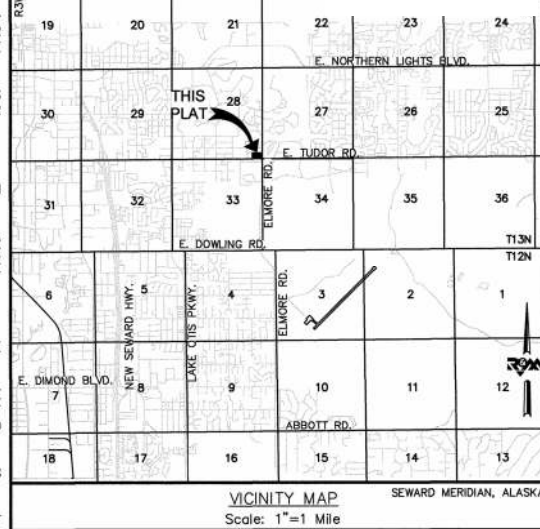 R3W
19 20 21 22 23 24
E. NORTHERN LIGHTS BLVD.
30 29 28 27 26 25
THIS
PLAT
E. TUDOR RD.
31 32 33 34 35 36
ELMORE RD.
E. DOWLING RD.
T13N
T12N
6 5 4 3 2 1
NEW SEWARD HWY.
LAKE OTIS PKWY.
ELMORE RD.
E. DIMOND BLVD.
7 8 9 10 11 12
ABBOTT RD.
18 17 16 15 14 13
VICINITY MAP
SEWARD MERIDIAN, ALASKA
Scale: 1"=1 Mile